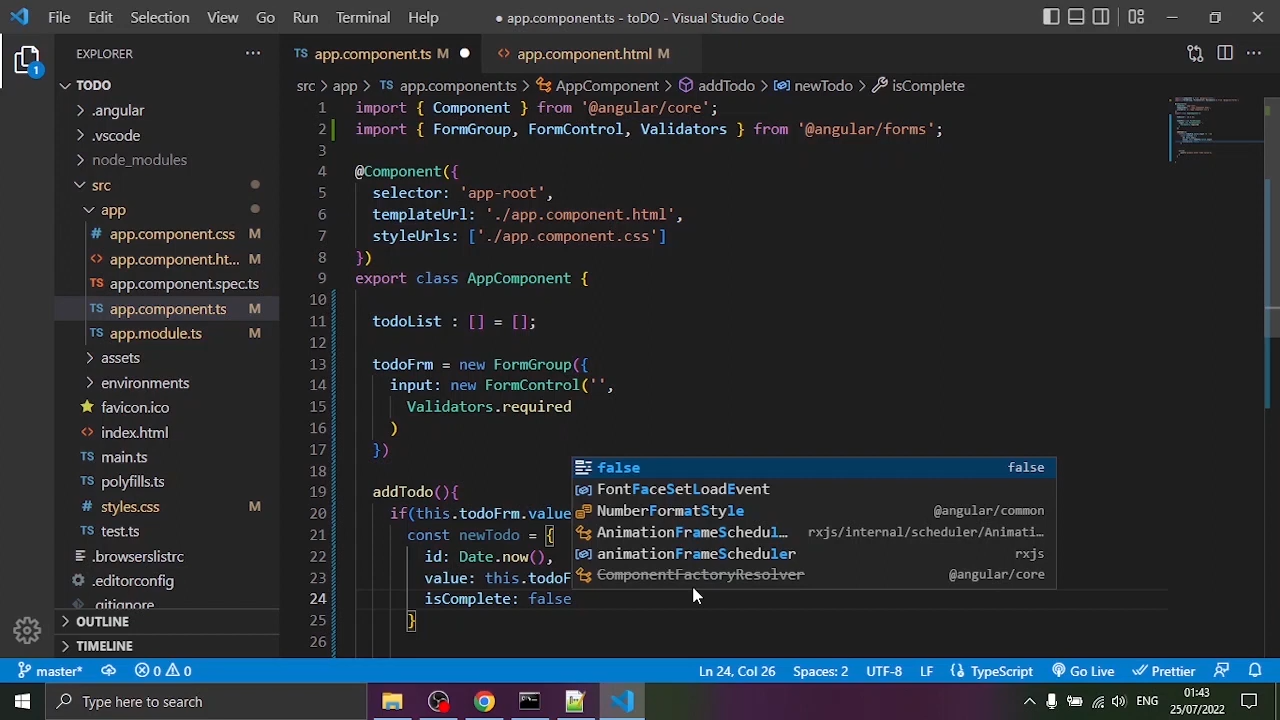 File Edit Selection View Go Run Terminal Help
● app.component.ts - toDO - Visual Studio Code
EXPLORER
TS app.component.ts M ●
<> app.component.html M
1
TODO
src > app > TS app.component.ts > AppComponent > addTodo > newTodo > isComplete
.angular
.vscode
node_modules
src
app
# app.component.css M
<> app.component.ht... M
TS app.component.spec.ts
TS app.component.ts M
TS app.module.ts M
assets
environments
favicon.ico
index.html
main.ts
polyfills.ts
styles.css M
test.ts
.browserslistrc
.editorconfig
.gitignore
OUTLINE
TIMELINE
1 import { Component } from '@angular/core';
2 import { FormGroup, FormControl, Validators } from '@angular/forms';
3
4 @Component({
5 selector: 'app-root',
6 templateUrl: './app.component.html',
7 styleUrls: ['./app.component.css']
8 })
9 export class AppComponent {
10
11 todoList : [] = [];
12
13 todoFrm = new FormGroup({
14 input: new FormControl('',
15 Validators.required
16 )
17 })
18
19 addTodo(){
20 if(this.todoFrm.value
21 const newTodo = {
22 id: Date.now(),
23 value: this.todoF
24 isComplete: false
25 }
26
false false
FontFaceSetLoadEvent
NumberFormatStyle @angular/common
AnimationFrameSchedul... rxjs/internal/scheduler/Animati...
animationFrameScheduler rxjs
ComponentFactoryResolver @angular/core
master* 0 0 Ln 24, Col 26 Spaces: 2 UTF-8 LF TypeScript Go Live Prettier
Type here to search
ENG
01:43
25/07/2022